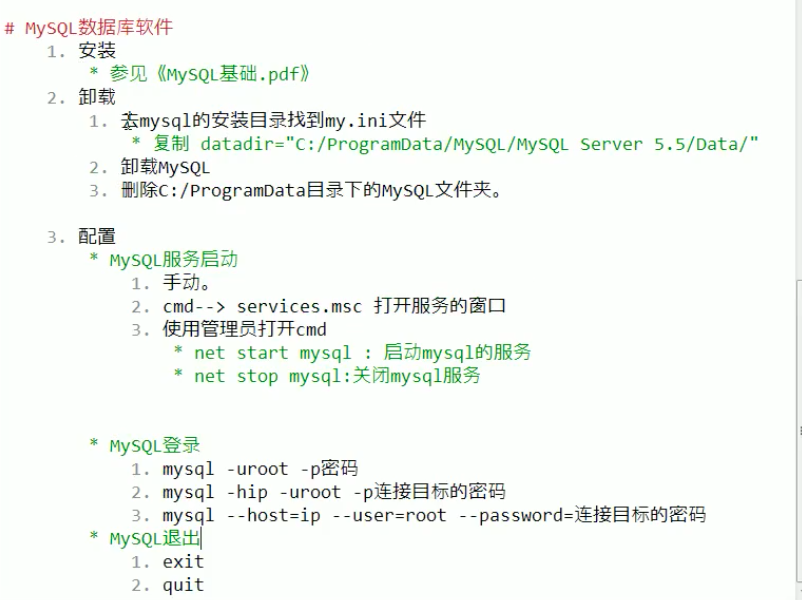 # MySQL数据库软件
1. 安装
* 参见《MySQL基础.pdf》
2. 卸载
1. 去mysql的安装目录找到my.ini文件
* 复制 datadir="C:/ProgramData/MySQL/MySQL Server 5.5/Data/"
2. 卸载MySQL
3. 删除C:/ProgramData目录下的MySQL文件夹。
3. 配置
* MySQL服务启动
1. 手动。
2. cmd--> services.msc 打开服务的窗口
3. 使用管理员打开cmd
* net start mysql : 启动mysql的服务
* net stop mysql:关闭mysql服务
* MySQL登录
1. mysql -uroot -p密码
2. mysql -hip -uroot -p连接目标的密码
3. mysql --host=ip --user=root --password=连接目标的密码
* MySQL退出
1. exit
2. quit